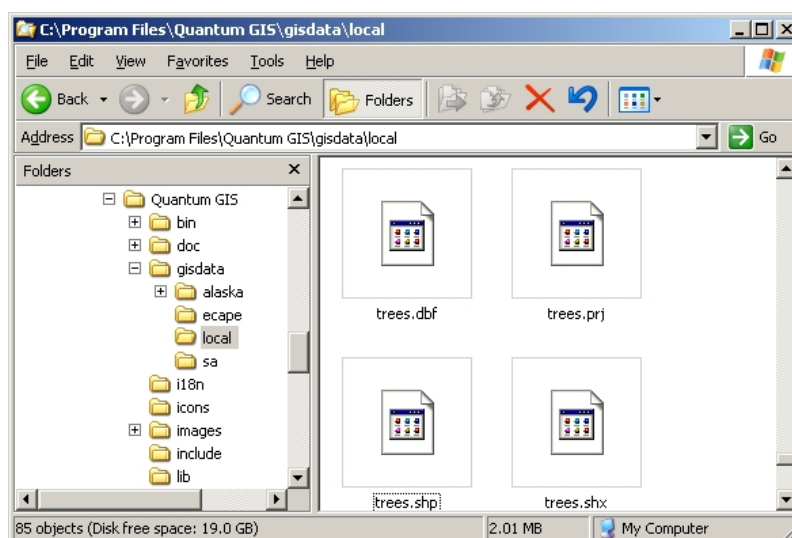 C:\Program Files\Quantum GIS\gisdata\local
File Edit View Favorites Tools Help
Back Search Folders
Address C:\Program Files\Quantum GIS\gisdata\local Go
Folders
Quantum GIS
bin
doc
gisdata
alaska
ecape
local
sa
i18n
icons
images
include
lib
trees.dbf trees.prj
trees.shp trees.shx
85 objects (Disk free space: 19.0 GB) 2.01 MB My Computer